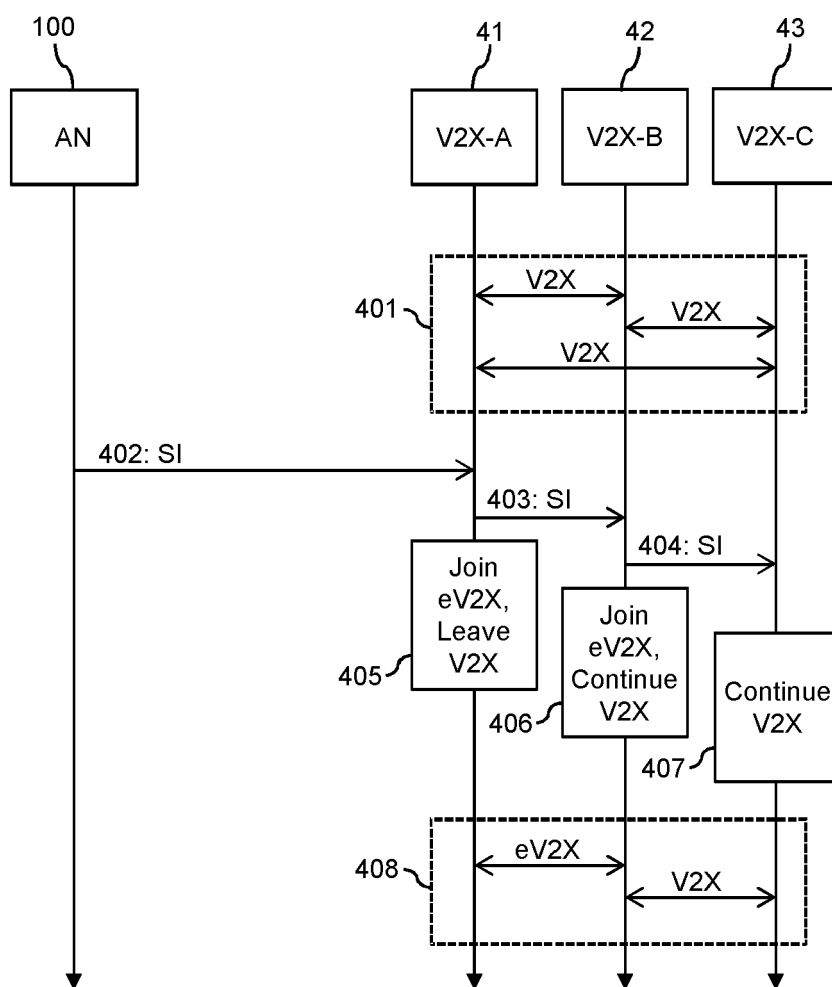 100
41
42
43
AN
V2X-A
V2X-B
V2X-C
V2X
401
V2X
V2X
402: SI
403: SI
404: SI
Join
eV2X,
Leave
V2X
405
Join
eV2X,
Continue
V2X
406
Continue
V2X
407
408
eV2X
V2X